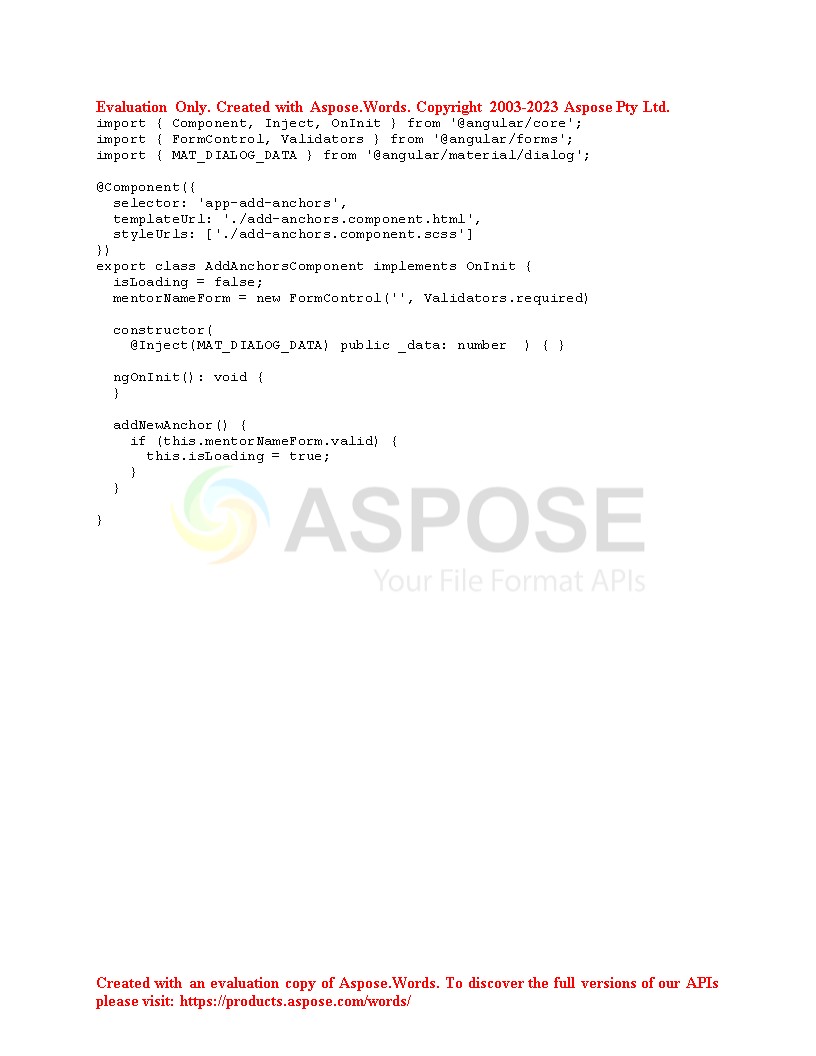 Evaluation Only. Created with Aspose.Words. Copyright 2003-2023 Aspose Pty Ltd.
import { Component, Inject, OnInit } from '@angular/core';
import { FormControl, Validators } from '@angular/forms';
import { MAT_DIALOG_DATA } from '@angular/material/dialog';

@Component({
  selector: 'app-add-anchors',
  templateUrl: './add-anchors.component.html',
  styleUrls: ['./add-anchors.component.scss']
})
export class AddAnchorsComponent implements OnInit {
  isLoading = false;
  mentorNameForm = new FormControl('', Validators.required)

  constructor(
    @Inject(MAT_DIALOG_DATA) public _data: number  ) { }

  ngOnInit(): void {
  }

  addNewAnchor() {
    if (this.mentorNameForm.valid) {
      this.isLoading = true;
    }
  }

}
ASPOSE
Your File Format APIs
Created with an evaluation copy of Aspose.Words. To discover the full versions of our APIs
please visit: https://products.aspose.com/words/